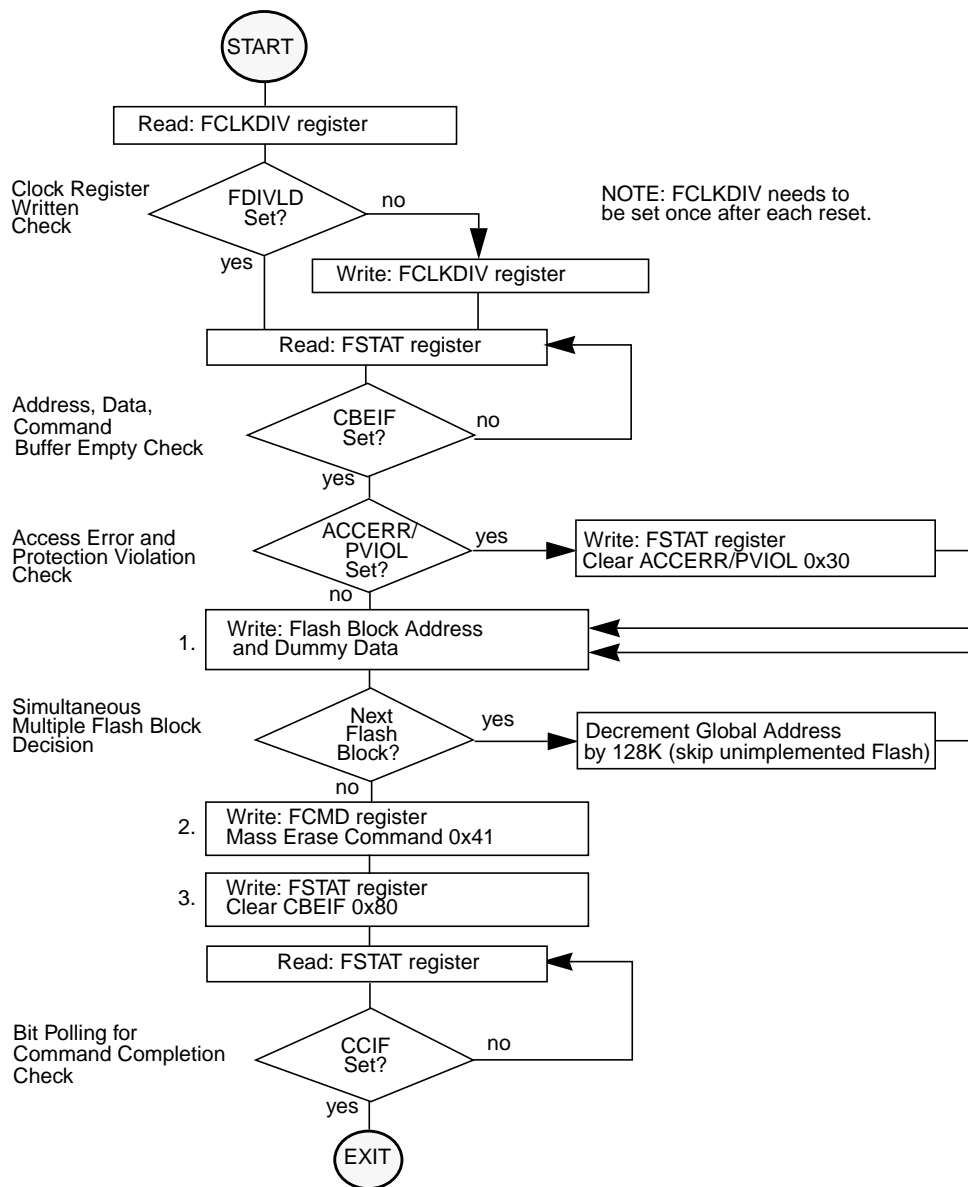 START
Read: FCLKDIV register
Clock Register
Written
Check
FDIVLD
Set?
no
yes
NOTE: FCLKDIV needs to
be set once after each reset.
Write: FCLKDIV register
Read: FSTAT register
Address, Data,
Command
Buffer Empty Check
CBEIF
Set?
no
yes
Access Error and
Protection Violation
Check
ACCERR/
PVIOL
Set?
yes
no
Write: FSTAT register
Clear ACCERR/PVIOL 0x30
1.
Write: Flash Block Address
and Dummy Data
Simultaneous
Multiple Flash Block
Decision
Next
Flash
Block?
yes
no
Decrement Global Address
by 128K (skip unimplemented Flash)
2.
Write: FCMD register
Mass Erase Command 0x41
3.
Write: FSTAT register
Clear CBEIF 0x80
Read: FSTAT register
Bit Polling for
Command Completion
Check
CCIF
Set?
no
yes
EXIT